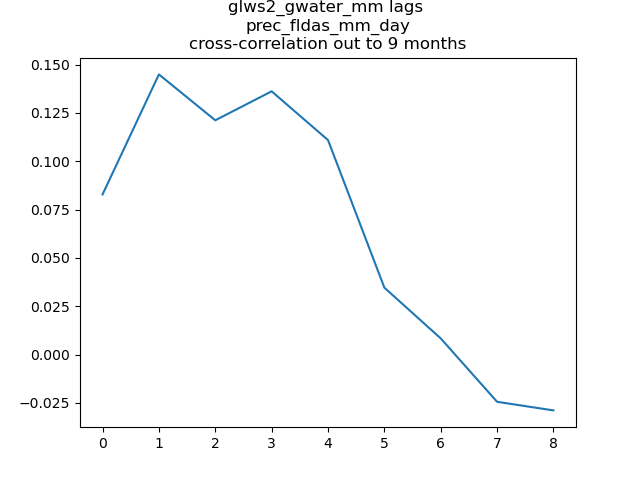 glws2_gwater_mm lags
prec_fldas_mm_day
cross-correlation out to 9 months
0.150
0.125
0.100
0.075
0.050
0.025
0.000
−0.025
0 1 2 3 4 5 6 7 8